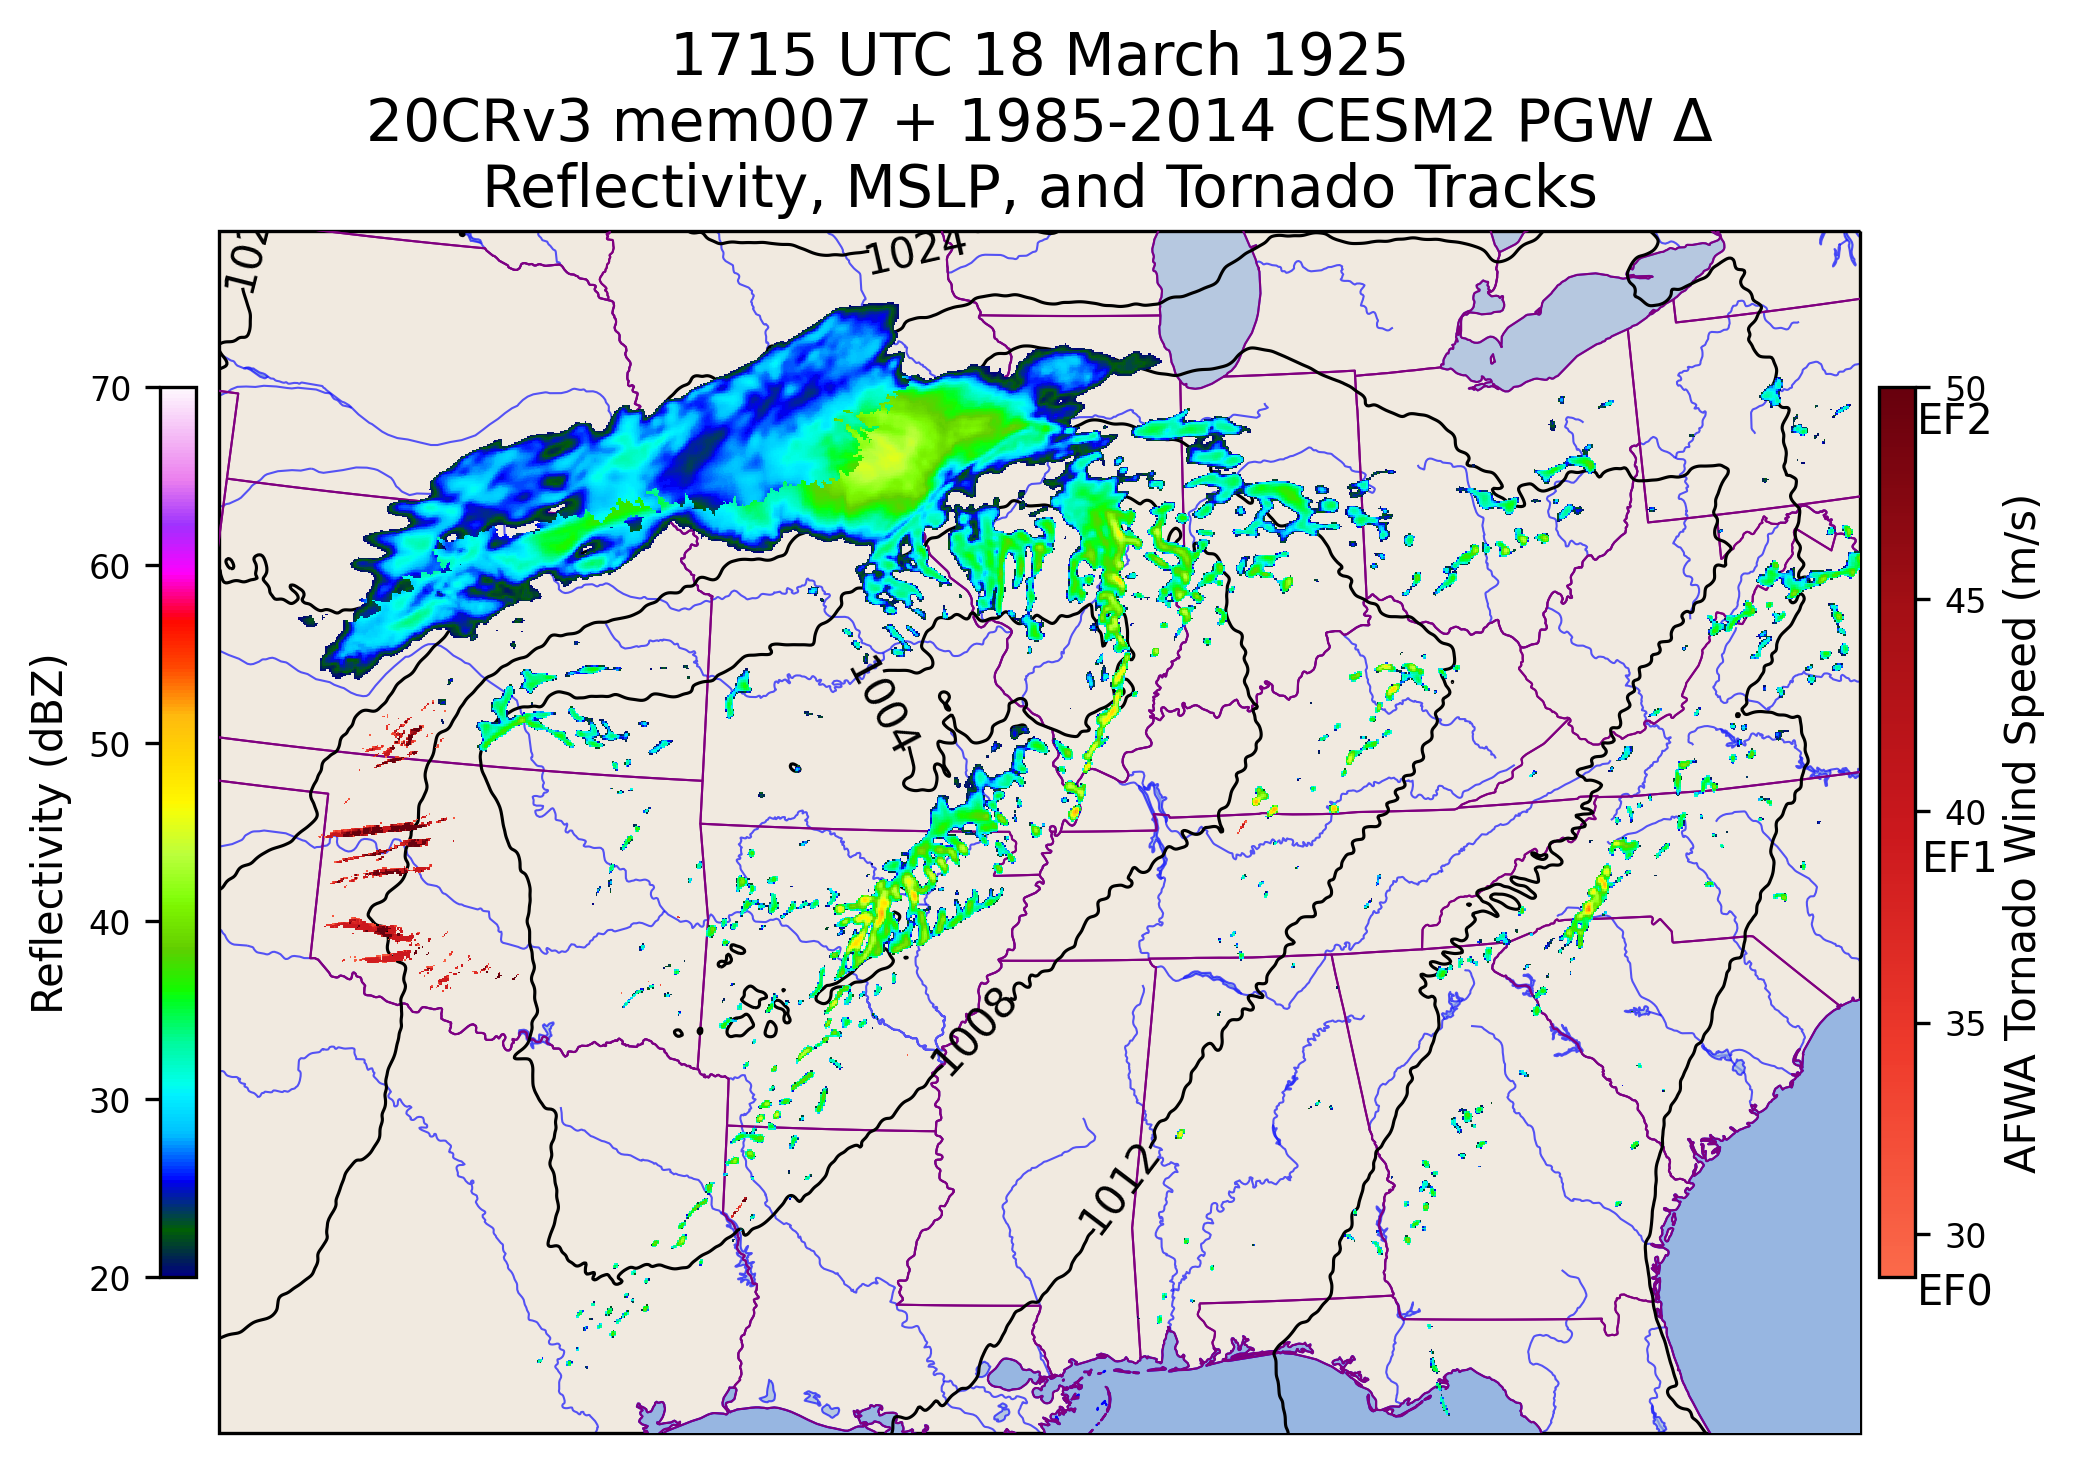 1715 UTC 18 March 1925
20CRv3 mem007 + 1985-2014 CESM2 PGW Δ
Reflectivity, MSLP, and Tornado Tracks
1024
1004
1008
1012
70
60
50
40
30
20
Reflectivity (dBZ)
50
EF2
45
40
EF1
35
30
EF0
AFWA Tornado Wind Speed (m/s)